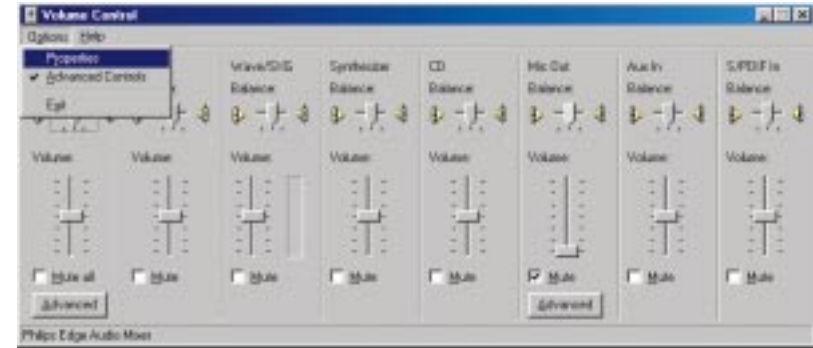 Volume Control
Options Help
Properties
Advanced Controls
Exit
Wave/SVG Synthesizer CD Mic Out Aux In S/PDIF In
Balance: Balance: Balance: Balance: Balance: Balance:
Volume: Volume: Volume: Volume: Volume: Volume: Volume: Volume:
Mute all Mute Mute Mute Mute Mute Mute Mute
Advanced Advanced
Philips Edge Audio Mixer